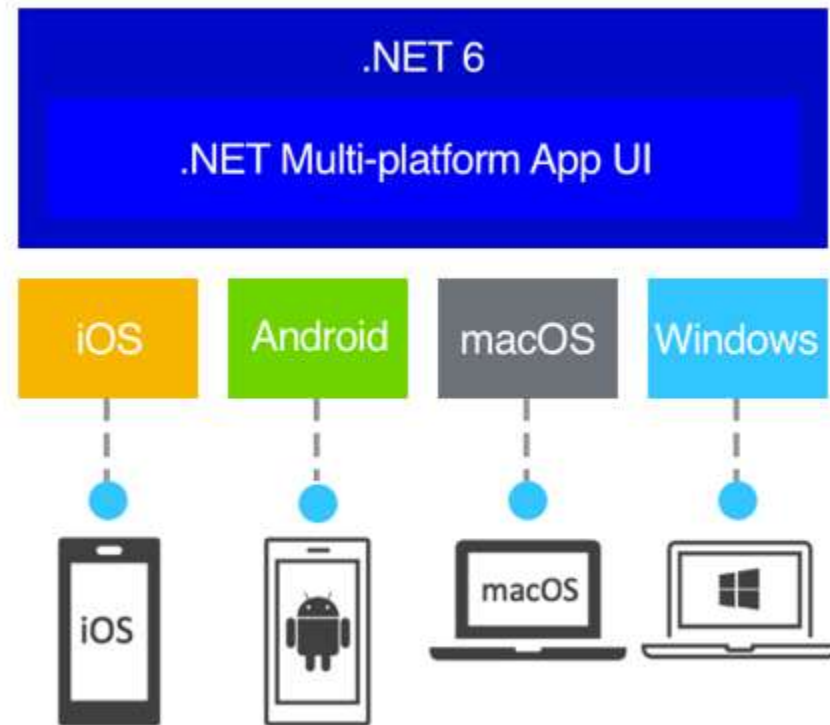 .NET 6
.NET Multi-platform App UI
iOS
Android
macOS
Windows
iOS
macOS